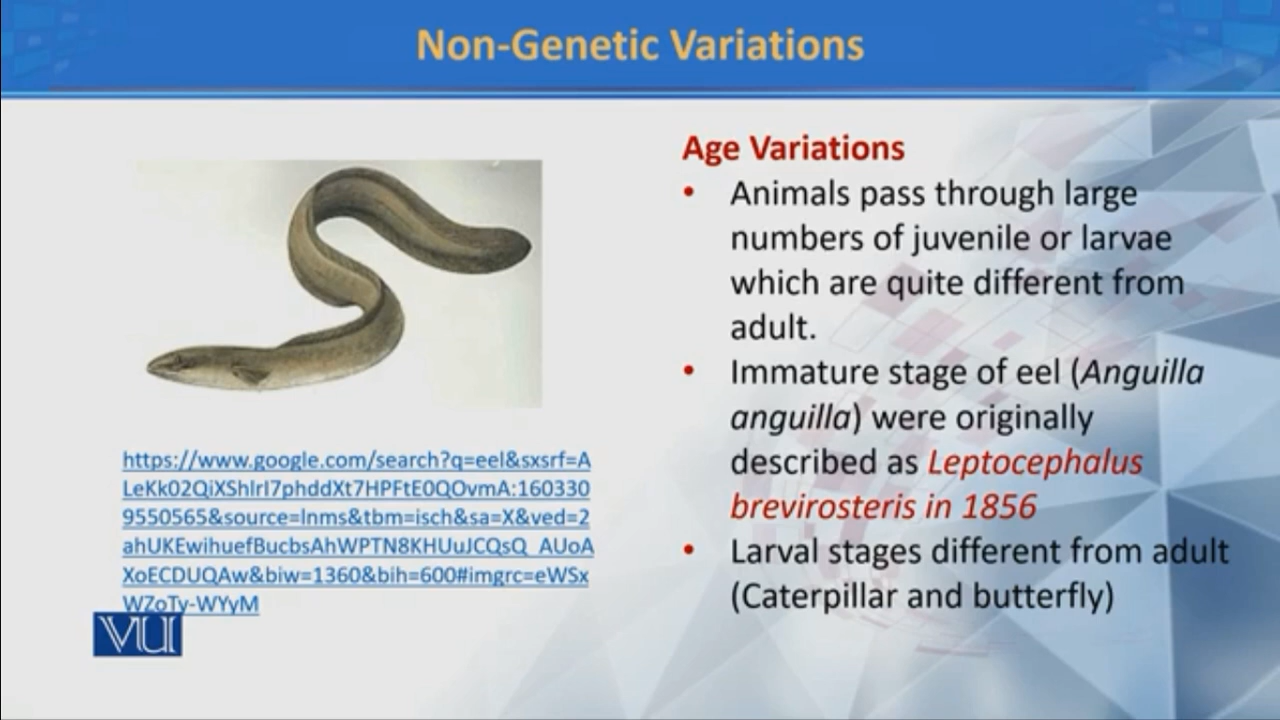 Non-Genetic Variations
Age Variations
• Animals pass through large
numbers of juvenile or larvae
which are quite different from
adult.
• Immature stage of eel (Anguilla
anguilla) were originally
described as Leptocephalus
brevirosteris in 1856
• Larval stages different from adult
(Caterpillar and butterfly)
https://www.google.com/search?q=eel&sxsrf=A
LeKk02QiXShlrI7phddXt7HPFtE0QOvmA:160330
9550565&source=lnms&tbm=isch&sa=X&ved=2
ahUKEwihuefBucbsAhWPTN8KHUuJCQsQ_AUoA
XoECDUQAw&biw=1360&bih=600#imgrc=eWSx
WZoTy-WYyM
VU